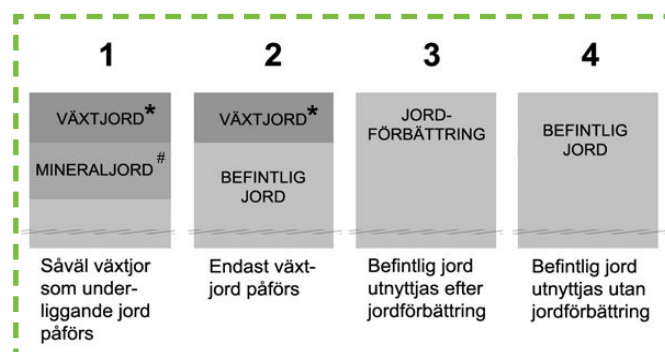 1
2
3
4
VÄXTJORD*
MINERALJORD #
VÄXTJORD*
BEFINTLIG
JORD
JORD-
FÖRBÄTTRING
BEFINTLIG
JORD
Såväl växtjor
som under-
liggande jord
påförs
Endast växt-
jord påförs
Befintlig jord
utnyttjas efter
jordförbättring
Befintlig jord
utnyttjas utan
jordförbättring